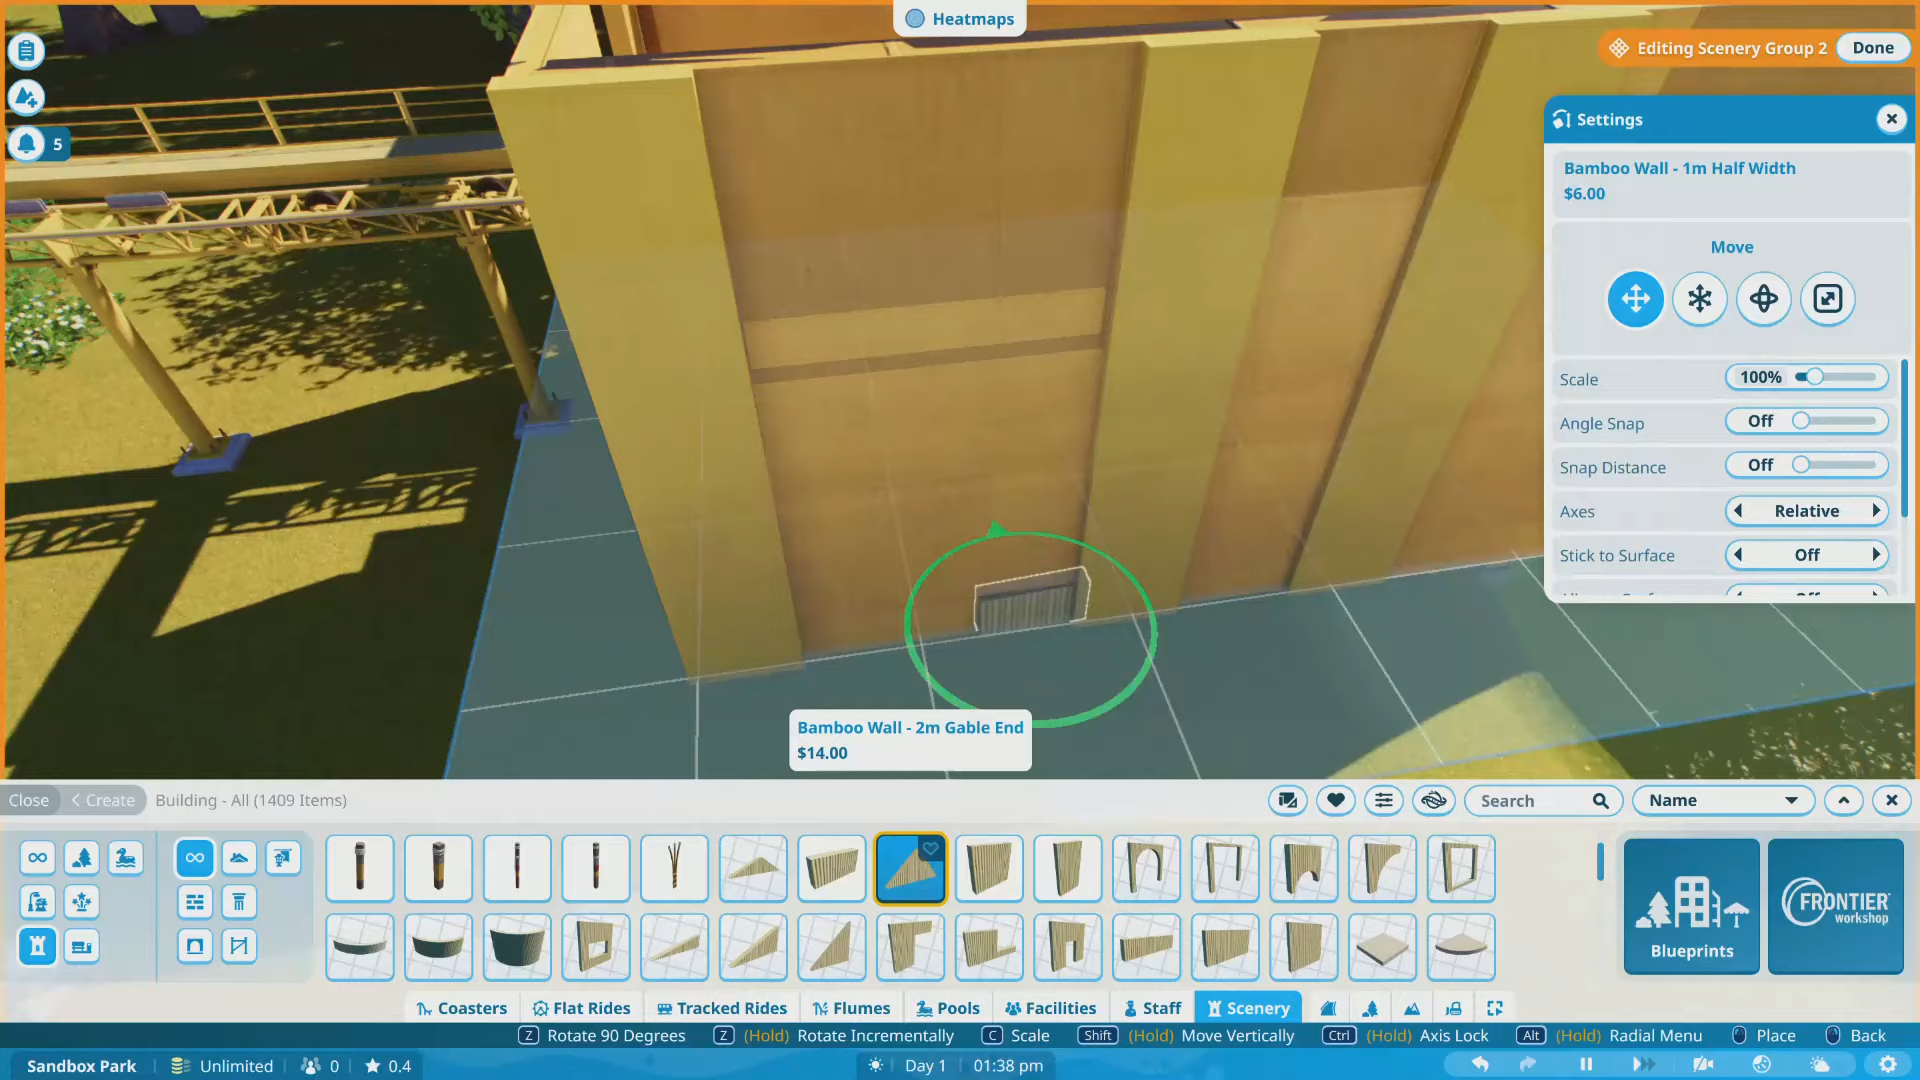 Heatmaps
Editing Scenery Group 2
Done
5
Settings
Bamboo Wall - 1m Half Width
$6.00
Move
Scale
100%
Angle Snap
Off
Snap Distance
Off
Axes
Relative
Stick to Surface
Off
Bamboo Wall - 2m Gable End
$14.00
Close
Create
Building - All (1409 Items)
Search
Name
Blueprints
FRONTIER
workshop
Coasters
Flat Rides
Tracked Rides
Flumes
Pools
Facilities
Staff
Scenery
Z Rotate 90 Degrees
Z (Hold) Rotate Incrementally
C Scale
Shift (Hold) Move Vertically
Ctrl (Hold) Axis Lock
Alt (Hold) Radial Menu
Place
Back
Sandbox Park
Unlimited
0
0.4
Day 1
01:38 pm